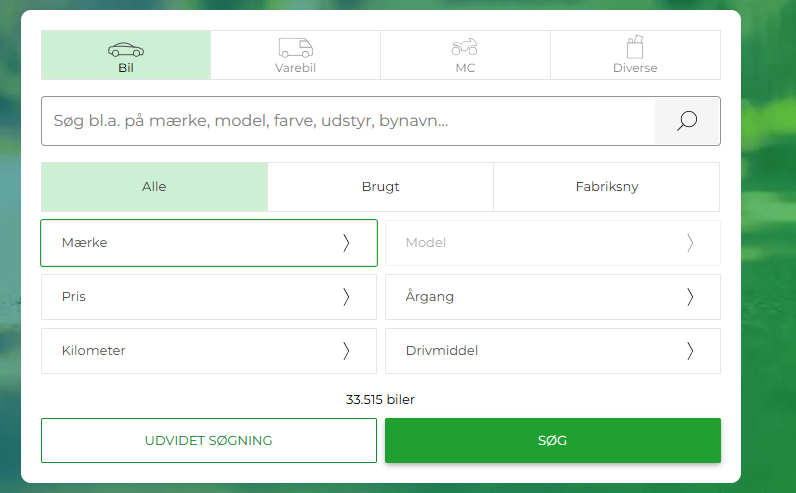 Bil
Varebil
MC
Diverse
Søg bl.a. på mærke, model, farve, udstyr, bynavn...
Alle
Brugt
Fabriksny
Mærke
Model
Pris
Årgang
Kilometer
Drivmiddel
33.515 biler
UDVIDET SØGNING
SØG